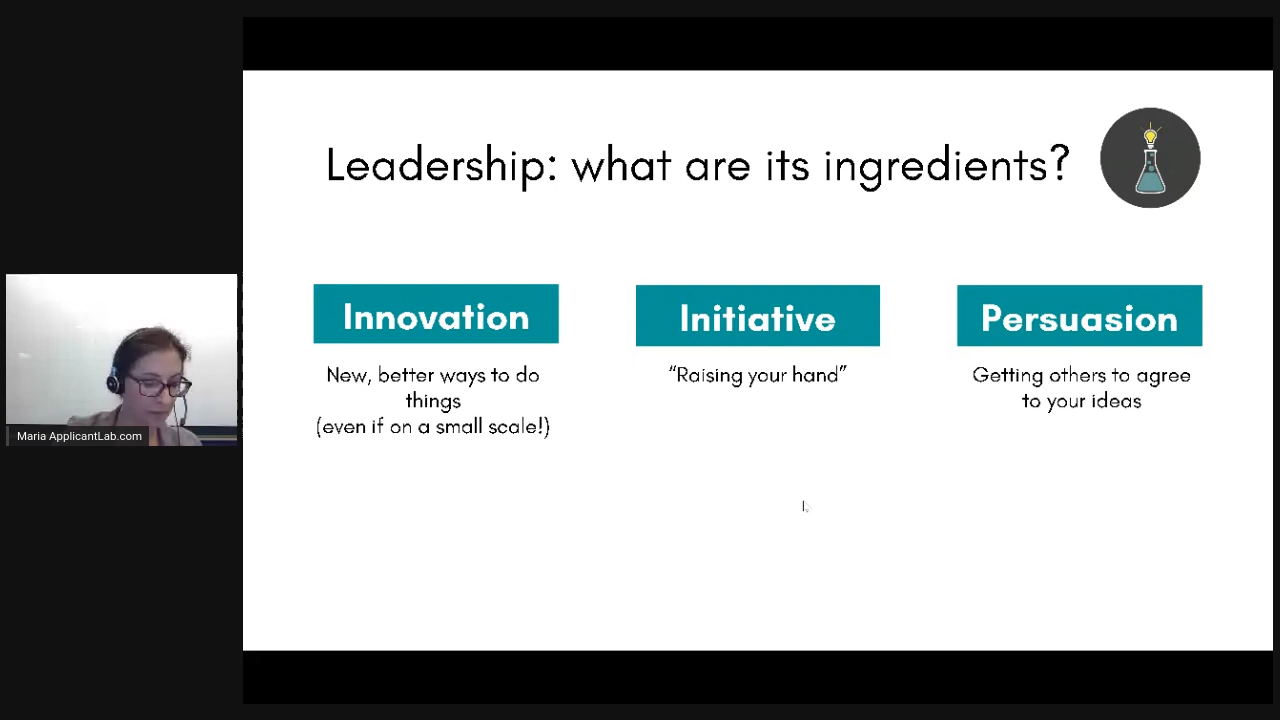 Leadership: what are its ingredients?
Innovation
New, better ways to do
things
(even if on a small scale!)
Initiative
“Raising your hand”
Persuasion
Getting others to agree
to your ideas
Maria ApplicantLab.com